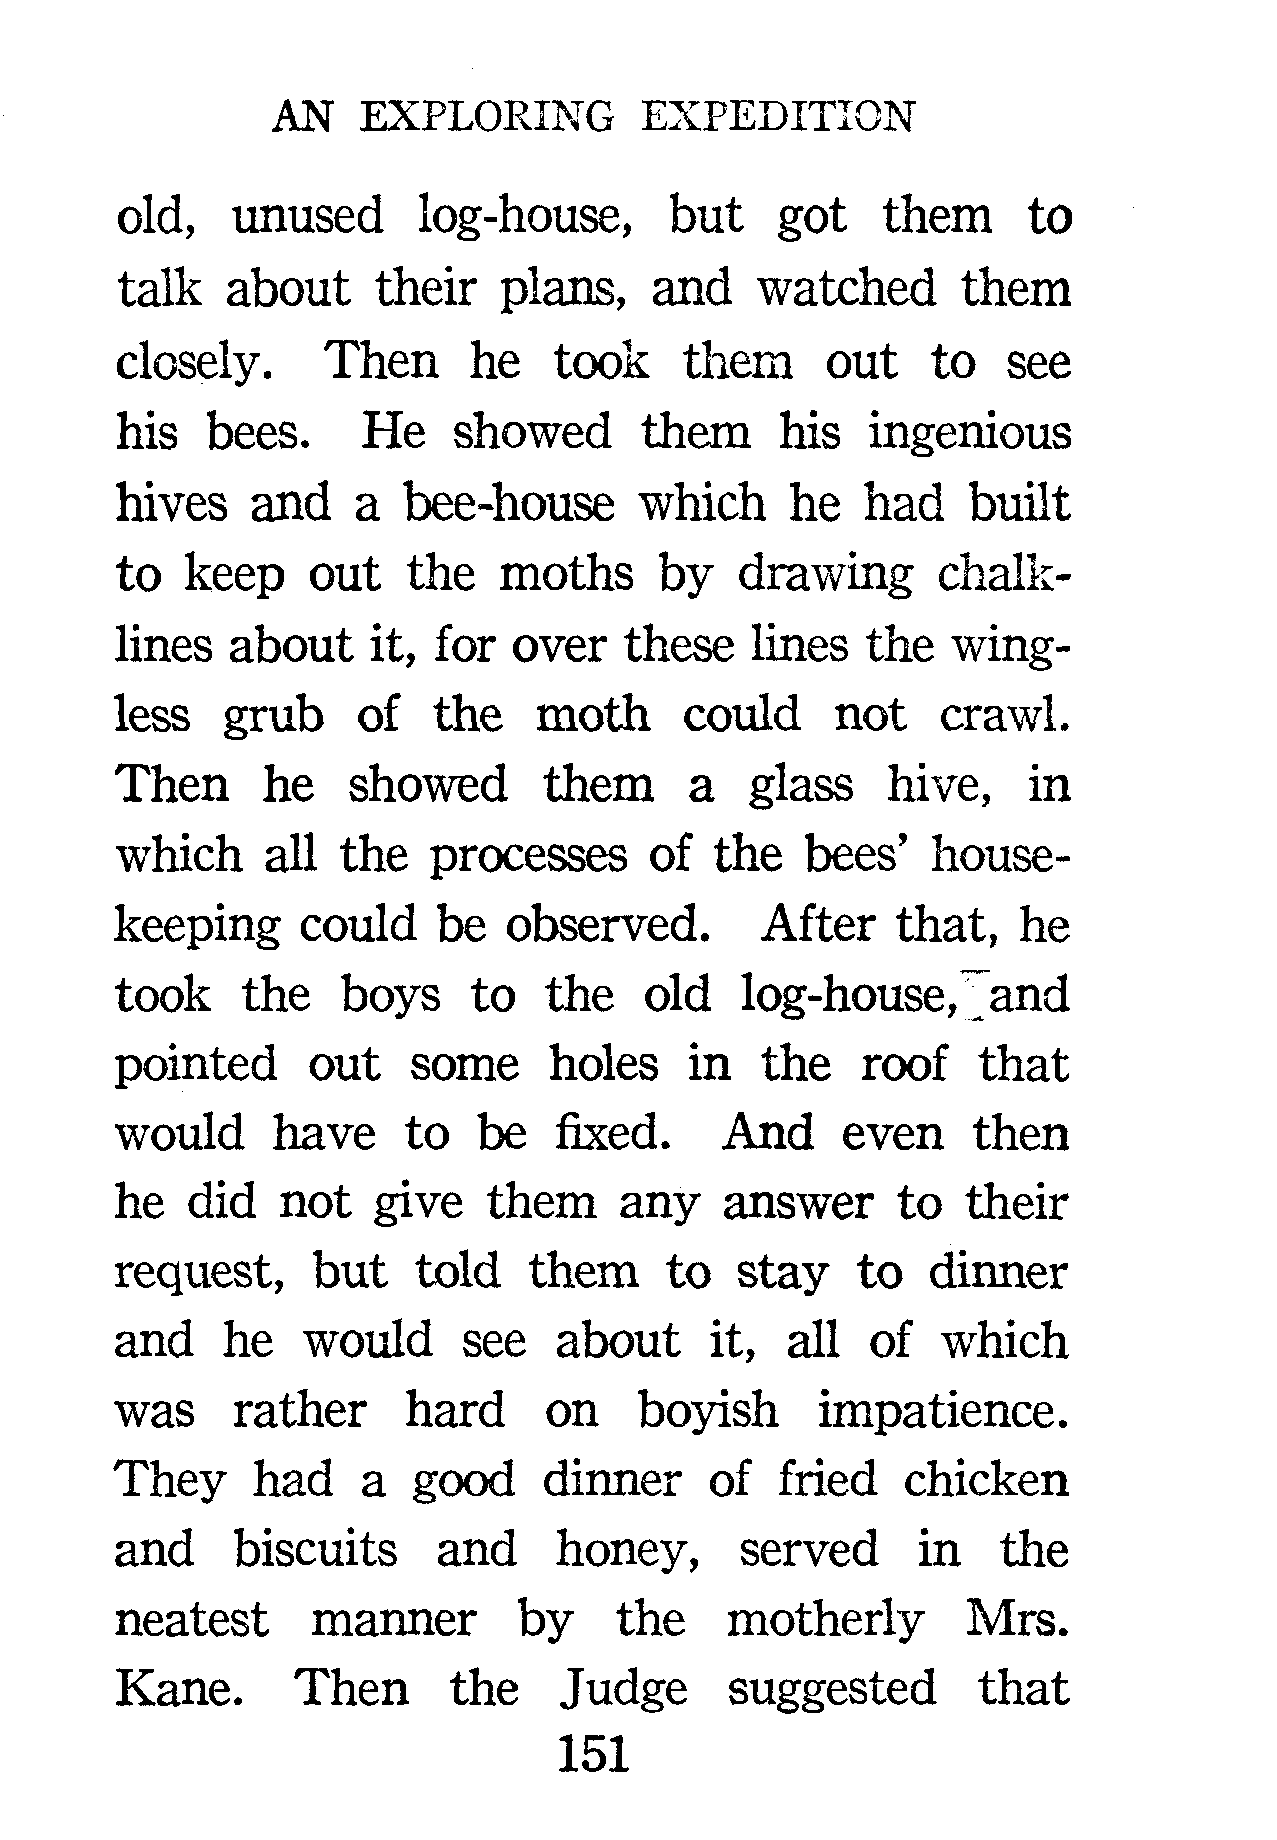 AN EXPLORING EXPEDITION
old, unused log-house, but got them to
talk about their plans, and watched them
closely. Then he took them out to see
his bees. He showed them his ingenious
hives and a bee-house which he had built
to keep out the moths by drawing chalk-
lines about it, for over these lines the wing-
less grub of the moth could not crawl.
Then he showed them a glass hive, in
which all the processes of the bees' house-
keeping could be observed. After that, he
took the boys to the old log-house, and
pointed out some holes in the roof that
would have to be fixed. And even then
he did not give them any answer to their
request, but told them to stay to dinner
and he would see about it, all of which
was rather hard on boyish impatience.
They had a good dinner of fried chicken
and biscuits and honey, served in the
neatest manner by the motherly Mrs.
Kane. Then the Judge suggested that
151